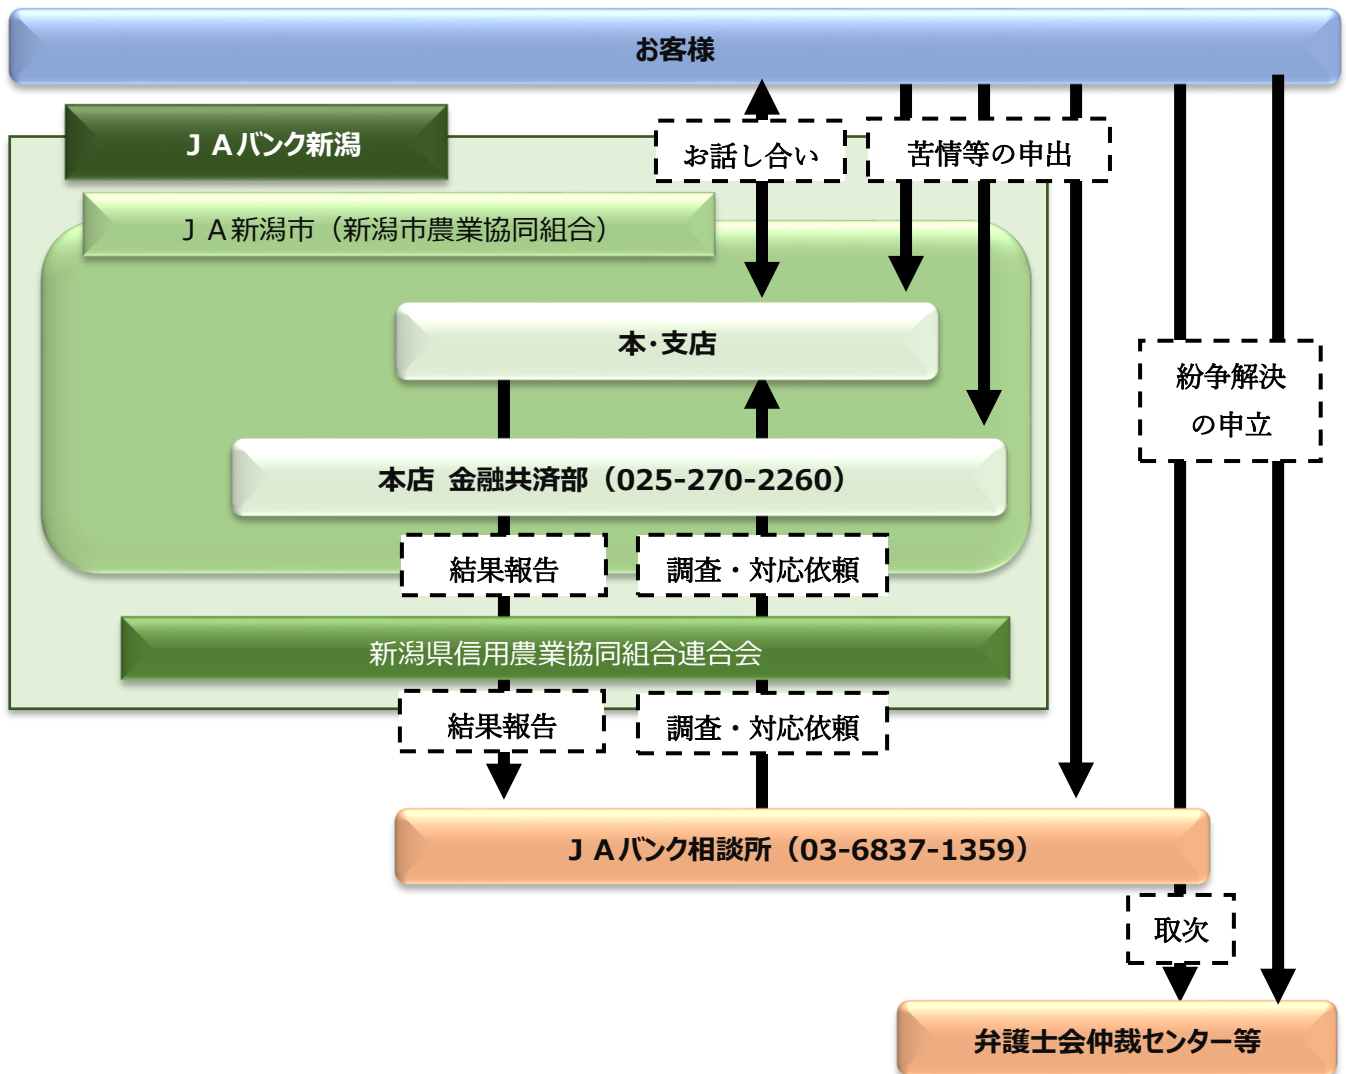 お客様
ＪＡバンク新潟
お話し合い
苦情等の申出
ＪＡ新潟市（新潟市農業協同組合）
本・支店
紛争解決
の申立
本店 金融共済部（025-270-2260）
結果報告
調査・対応依頼
新潟県信用農業協同組合連合会
結果報告
調査・対応依頼
ＪＡバンク相談所（03-6837-1359）
取次
弁護士会仲裁センター等